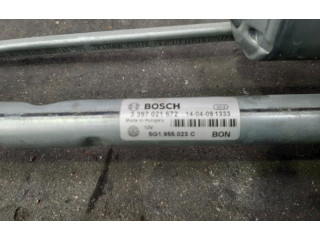 BOSCH
3 397 021 672 14-04-09 1333
Made in Hungary
12V
5G1.955.023 C BON